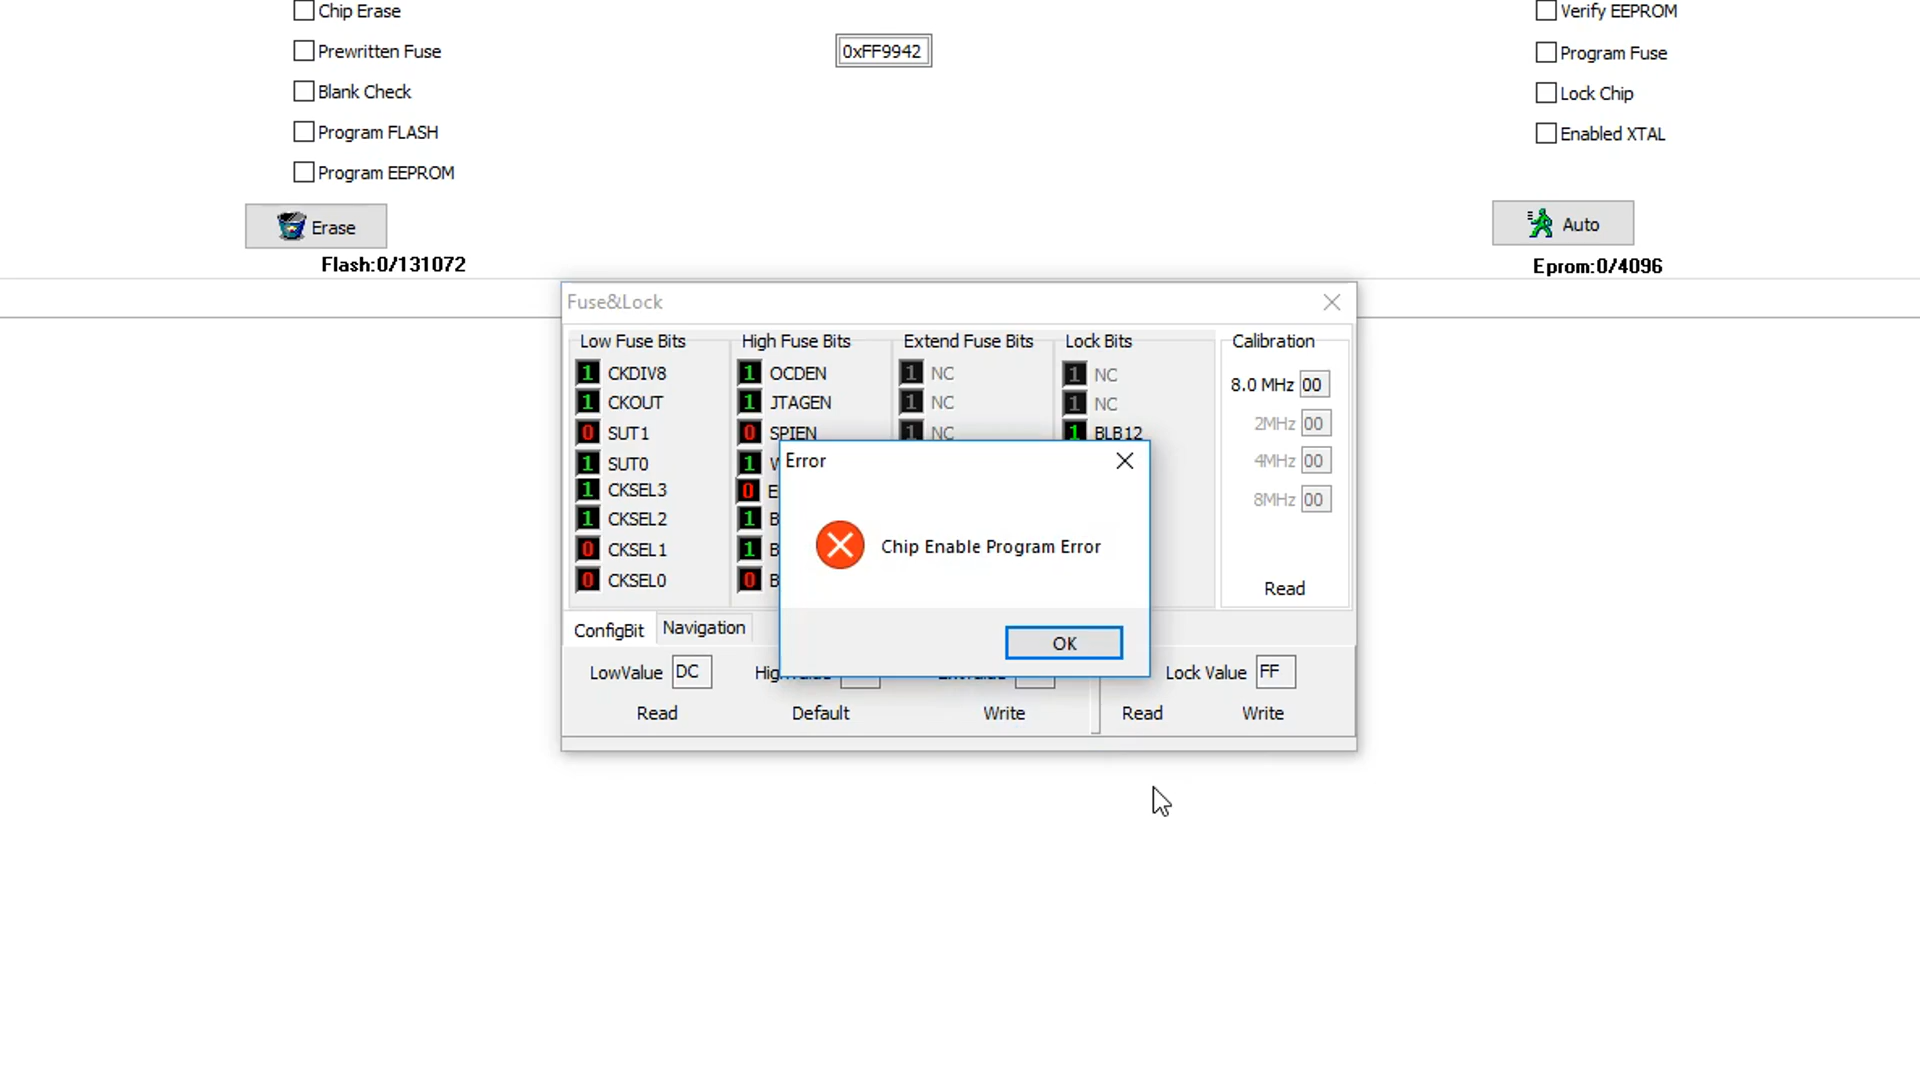 Chip Erase
Verify EEPROM
Prewritten Fuse
0xFF9942
Program Fuse
Blank Check
Lock Chip
Program FLASH
Enabled XTAL
Program EEPROM
Erase
Auto
Flash:0/131072
Eprom:0/4096
Fuse&Lock
Low Fuse Bits
High Fuse Bits
Extend Fuse Bits
Lock Bits
Calibration
1 CKDIV8
1 OCDEN
1 NC
1 NC
8.0 MHz 00
1 CKOUT
1 JTAGEN
1 NC
1 NC
2MHz 00
0 SUT1
0 SPIEN
1 NC
1 BLB12
4MHz 00
1 SUT0
1
8MHz 00
1 CKSEL3
0 E
1 CKSEL2
1 B
0 CKSEL1
1 B
0 CKSEL0
0 B
Read
Error
Chip Enable Program Error
OK
ConfigBit
Navigation
LowValue DC
Lock Value FF
Read
Default
Write
Read
Write